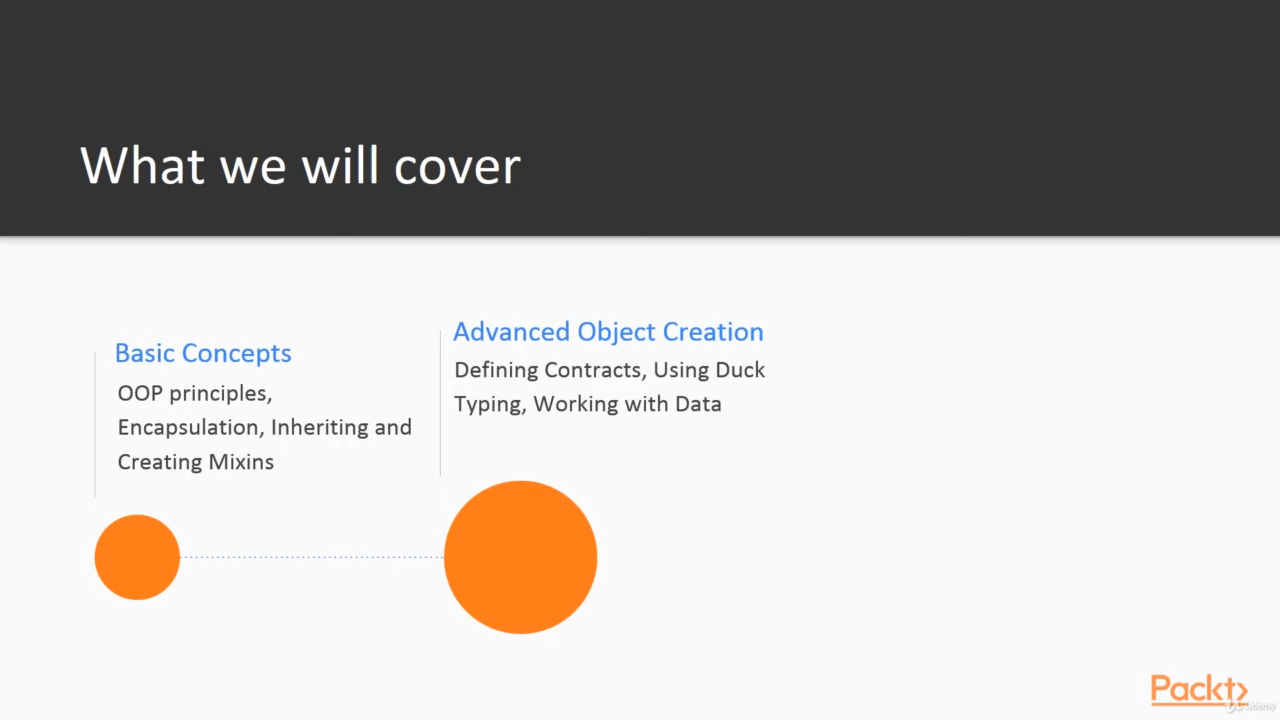 What we will cover
Basic Concepts
OOP principles,
Encapsulation, Inheriting and
Creating Mixins
Advanced Object Creation
Defining Contracts, Using Duck
Typing, Working with Data
Packt
Udemy